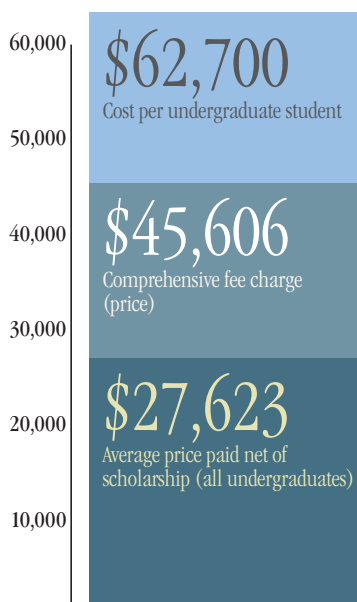 60,000
$62,700
Cost per undergraduate student
50,000
40,000
$45,606
Comprehensive fee charge
(price)
30,000
$27,623
20,000
Average price paid net of
scholarship (all undergraduates)
10,000